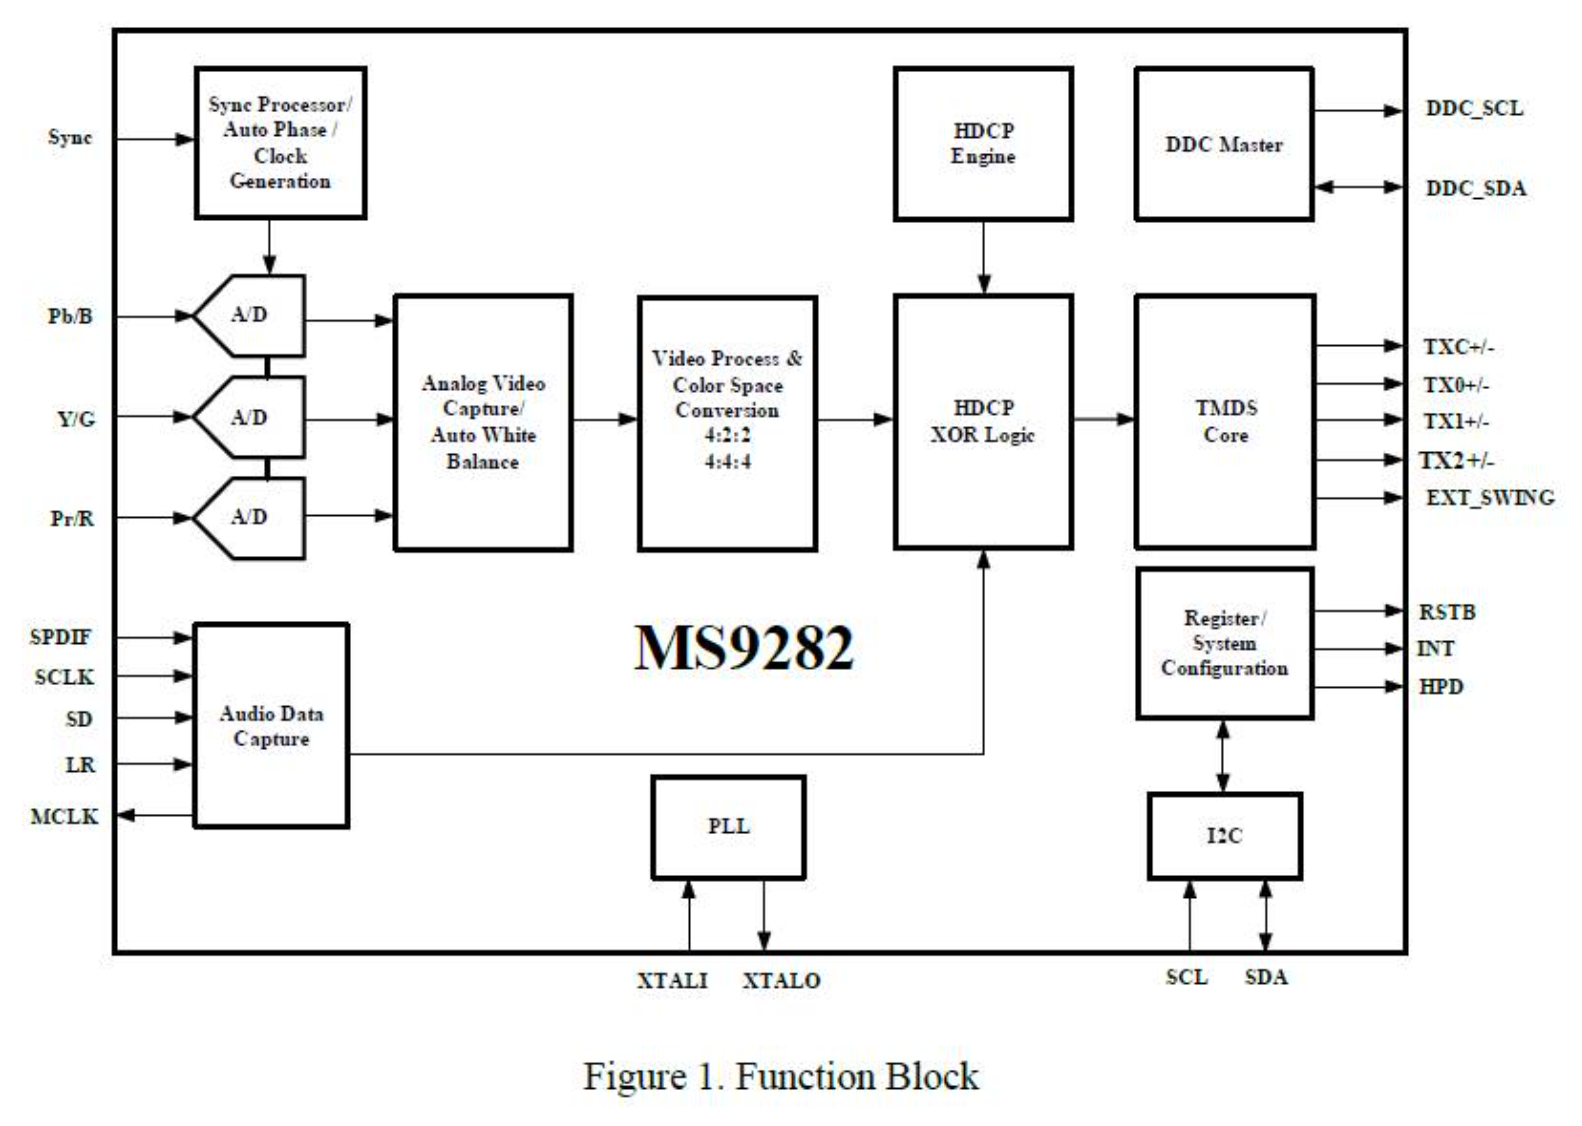 Sync
Sync Processor/
Auto Phase /
Clock
Generation
HDCP
Engine
DDC Master
DDC_SCL
DDC_SDA
Pb/B
A/D
Y/G
A/D
Pr/R
A/D
Analog Video
Capture/
Auto White
Balance
Video Process &
Color Space
Conversion
4:2:2
4:4:4
HDCP
XOR Logic
TMDS
Core
TXC+/-
TX0+/-
TX1+/-
TX2+/-
EXT_SWING
SPDIF
SCLK
SD
LR
MCLK
Audio Data
Capture
MS9282
Register/
System
Configuration
RSTB
INT
HPD
PLL
I2C
XTALI
XTALO
SCL
SDA
Figure 1. Function Block